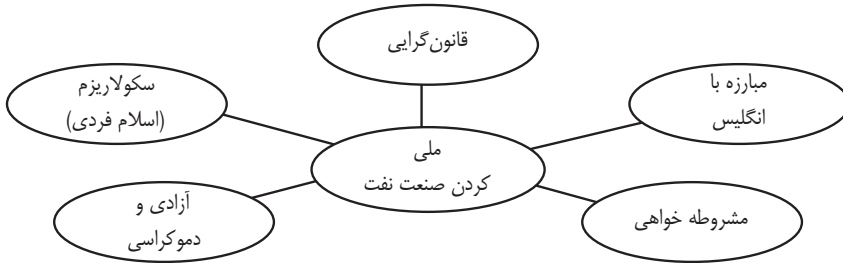 قانون‌گرایی
مبارزه با
انگلیس
سکولاریزم
(اسلام فردی)
ملی
کردن صنعت نفت
مشروطه خواهی
آزادی و
دموکراسی